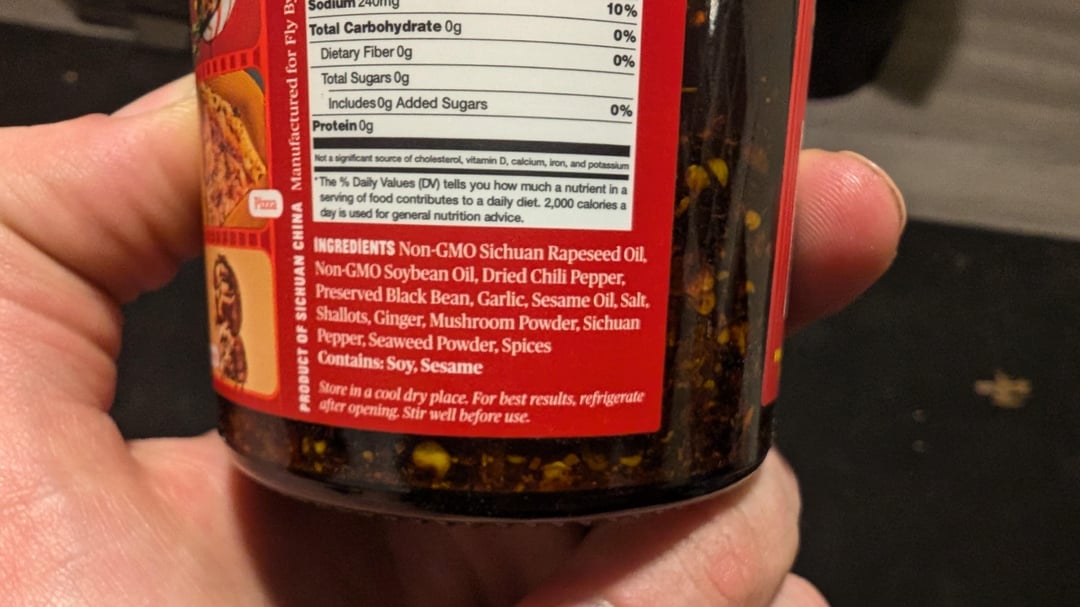 Sodium 240mg 10%
Total Carbohydrate 0g 0%
Dietary Fiber 0g 0%
Total Sugars 0g
Includes 0g Added Sugars 0%
Protein 0g
Not a significant source of cholesterol, vitamin D, calcium, iron, and potassium
*The % Daily Values (DV) tells you how much a nutrient in a
serving of food contributes to a daily diet. 2,000 calories a
day is used for general nutrition advice.
INGREDIENTS Non-GMO Sichuan Rapeseed Oil,
Non-GMO Soybean Oil, Dried Chili Pepper,
Preserved Black Bean, Garlic, Sesame Oil, Salt,
Shallots, Ginger, Mushroom Powder, Sichuan
Pepper, Seaweed Powder, Spices
Contains: Soy, Sesame
Store in a cool dry place. For best results, refrigerate
after opening. Stir well before use.
PRODUCT OF SICHUAN CHINA Manufactured for Fly By
Pizza